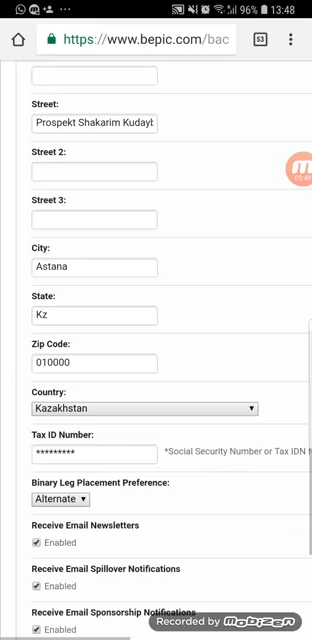 96% 13:48
https://www.bepic.com/bac
53
Street:
Prospekt Shakarim Kudayb
05:49
Street 2:
Street 3:
City:
Astana
State:
Kz
Zip Code:
010000
Country:
Kazakhstan
Tax ID Number:
********* *Social Security Number or Tax IDN
Binary Leg Placement Preference:
Alternate
Receive Email Newsletters
Enabled
Receive Email Spillover Notifications
Enabled
Receive Email Sponsorship Notifications
Enabled
Recorded by mobizen